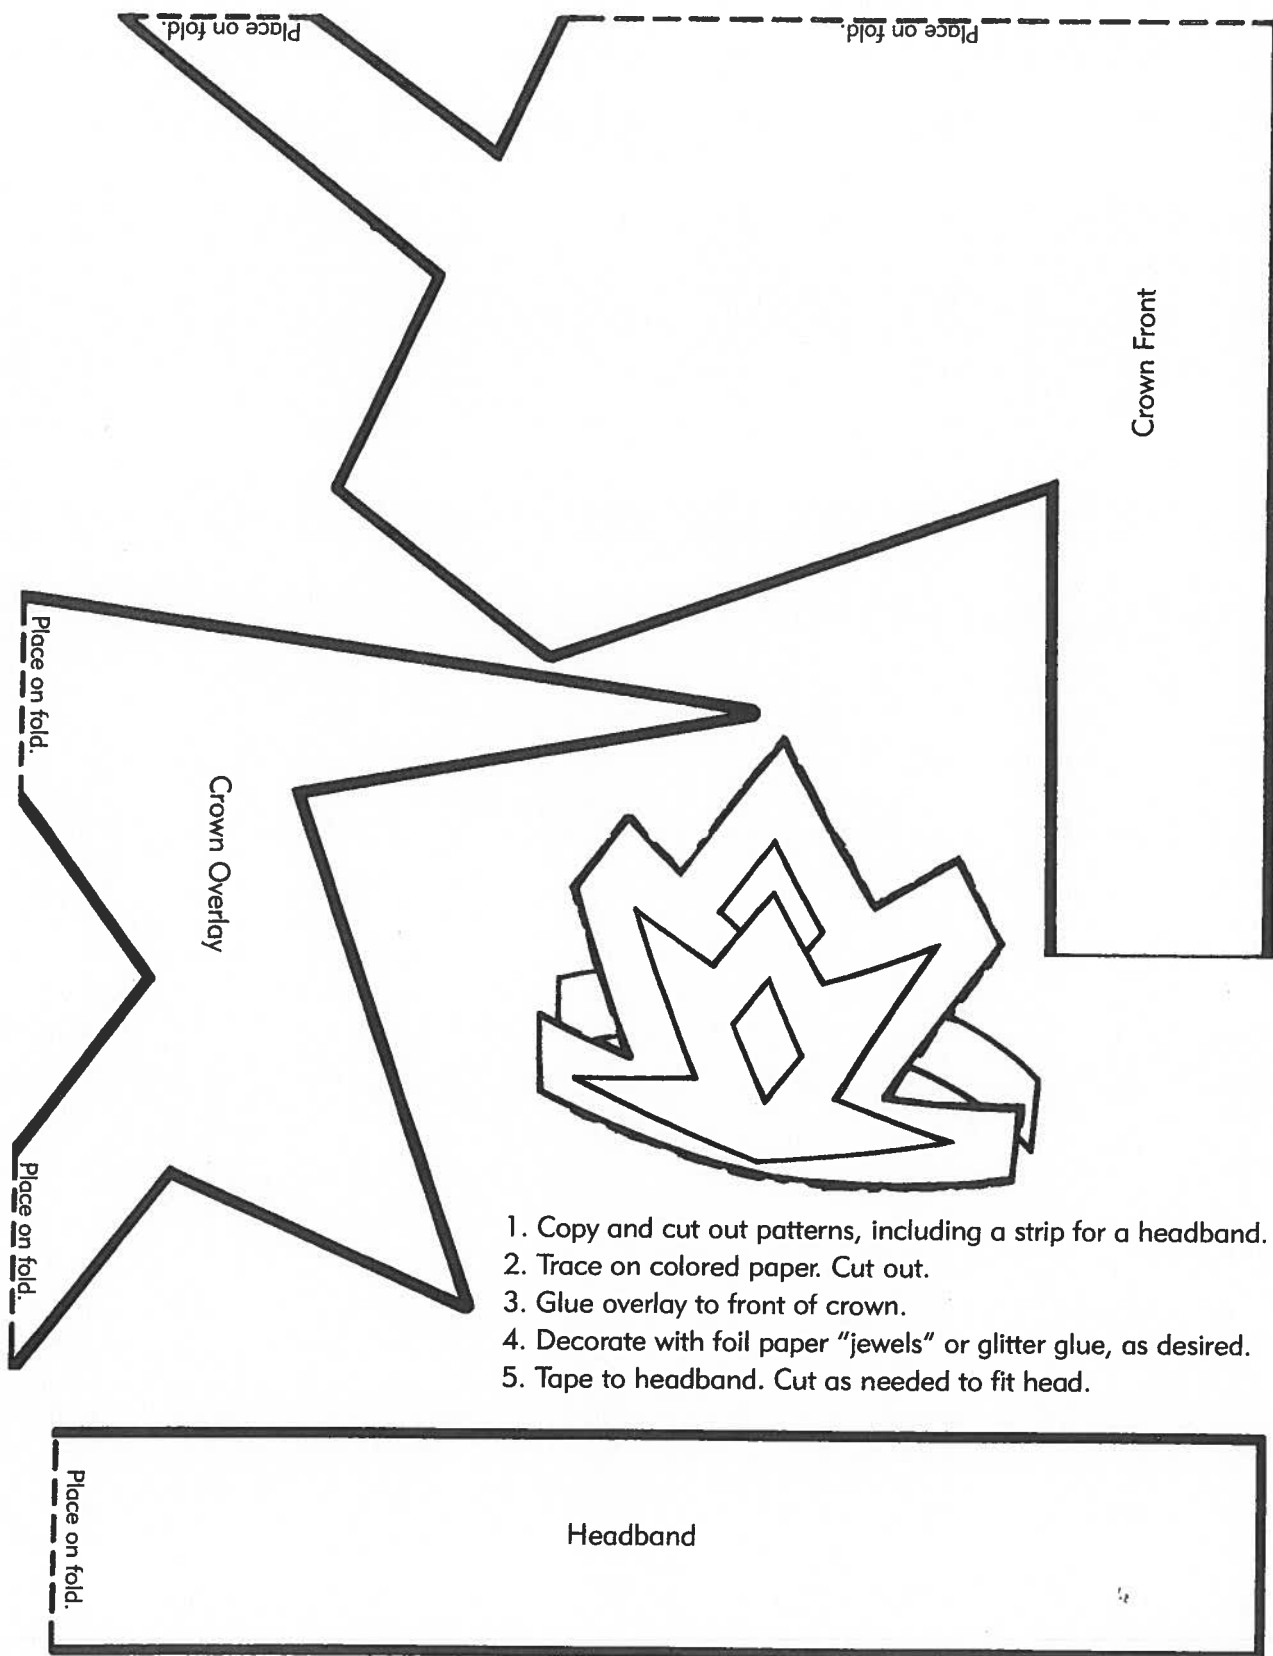 Place on fold.
Place on fold.
Crown Front
Place on fold.
Crown Overlay
Place on fold.
1. Copy and cut out patterns, including a strip for a headband.
2. Trace on colored paper. Cut out.
3. Glue overlay to front of crown.
4. Decorate with foil paper "jewels" or glitter glue, as desired.
5. Tape to headband. Cut as needed to fit head.
Place on fold.
Headband